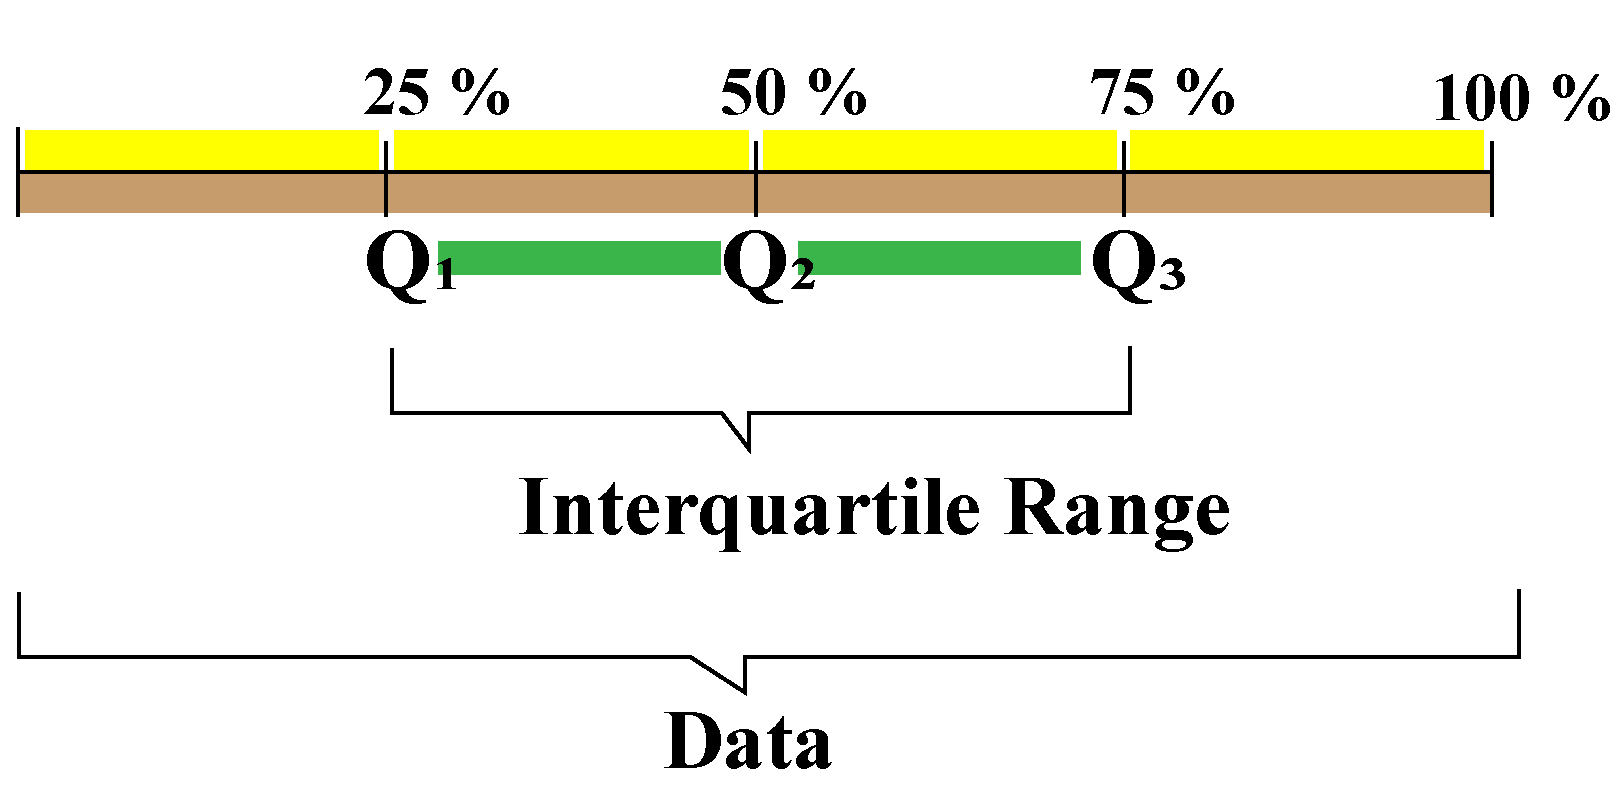 25 % 50 % 75 % 100 %
Q₁ Q₂ Q₃
Interquartile Range
Data